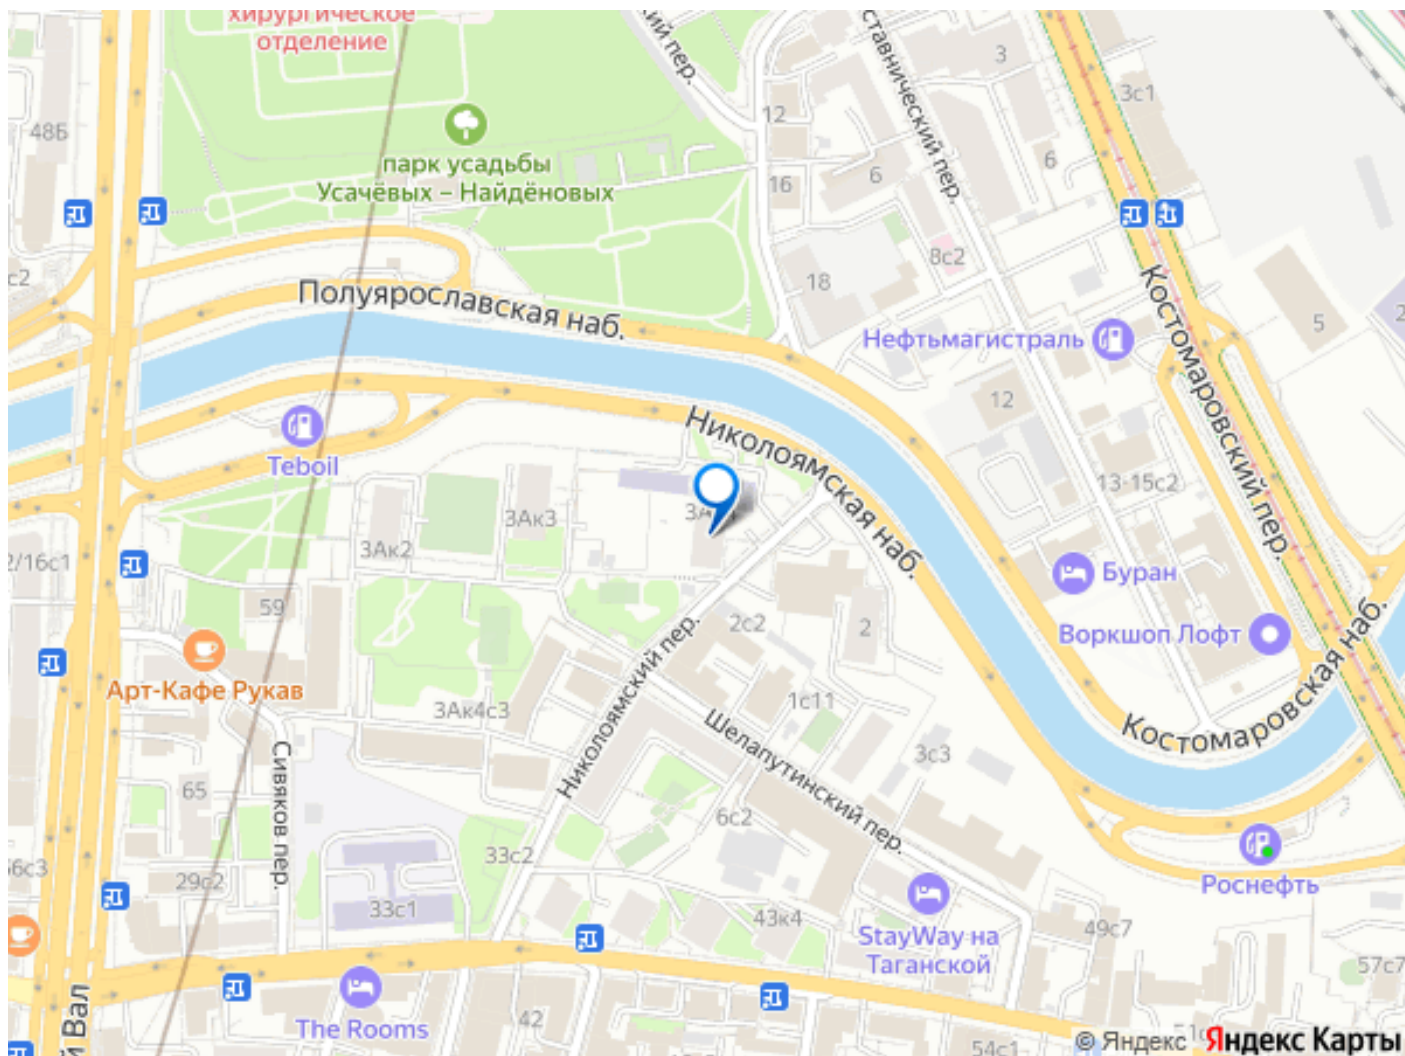 хирургическое
отделение
48Б
парк усадьбы
Усачёвых – Найдёновых
12
3
3с1
6
6
16
8с2
18
Полуярославская наб.
Нефтьмагистраль
5
Костомаровский пер.
12
Николоямская наб.
Teboil
13-15с2
3Ак3
3Ак2
Буран
59
2с2
2
Воркшоп Лофт
Арт-Кафе Рукав
3Ак4с3
1с11
Костомаровская наб.
Николоямский пер.
Шелапутинский пер.
3с3
Сивяков пер.
65
6с2
33с2
29с2
33с1
Роснефть
43к4
49с7
StayWay на
Таганской
57с7
The Rooms
42
Вал
54с1
© Яндекс
Яндекс Карты